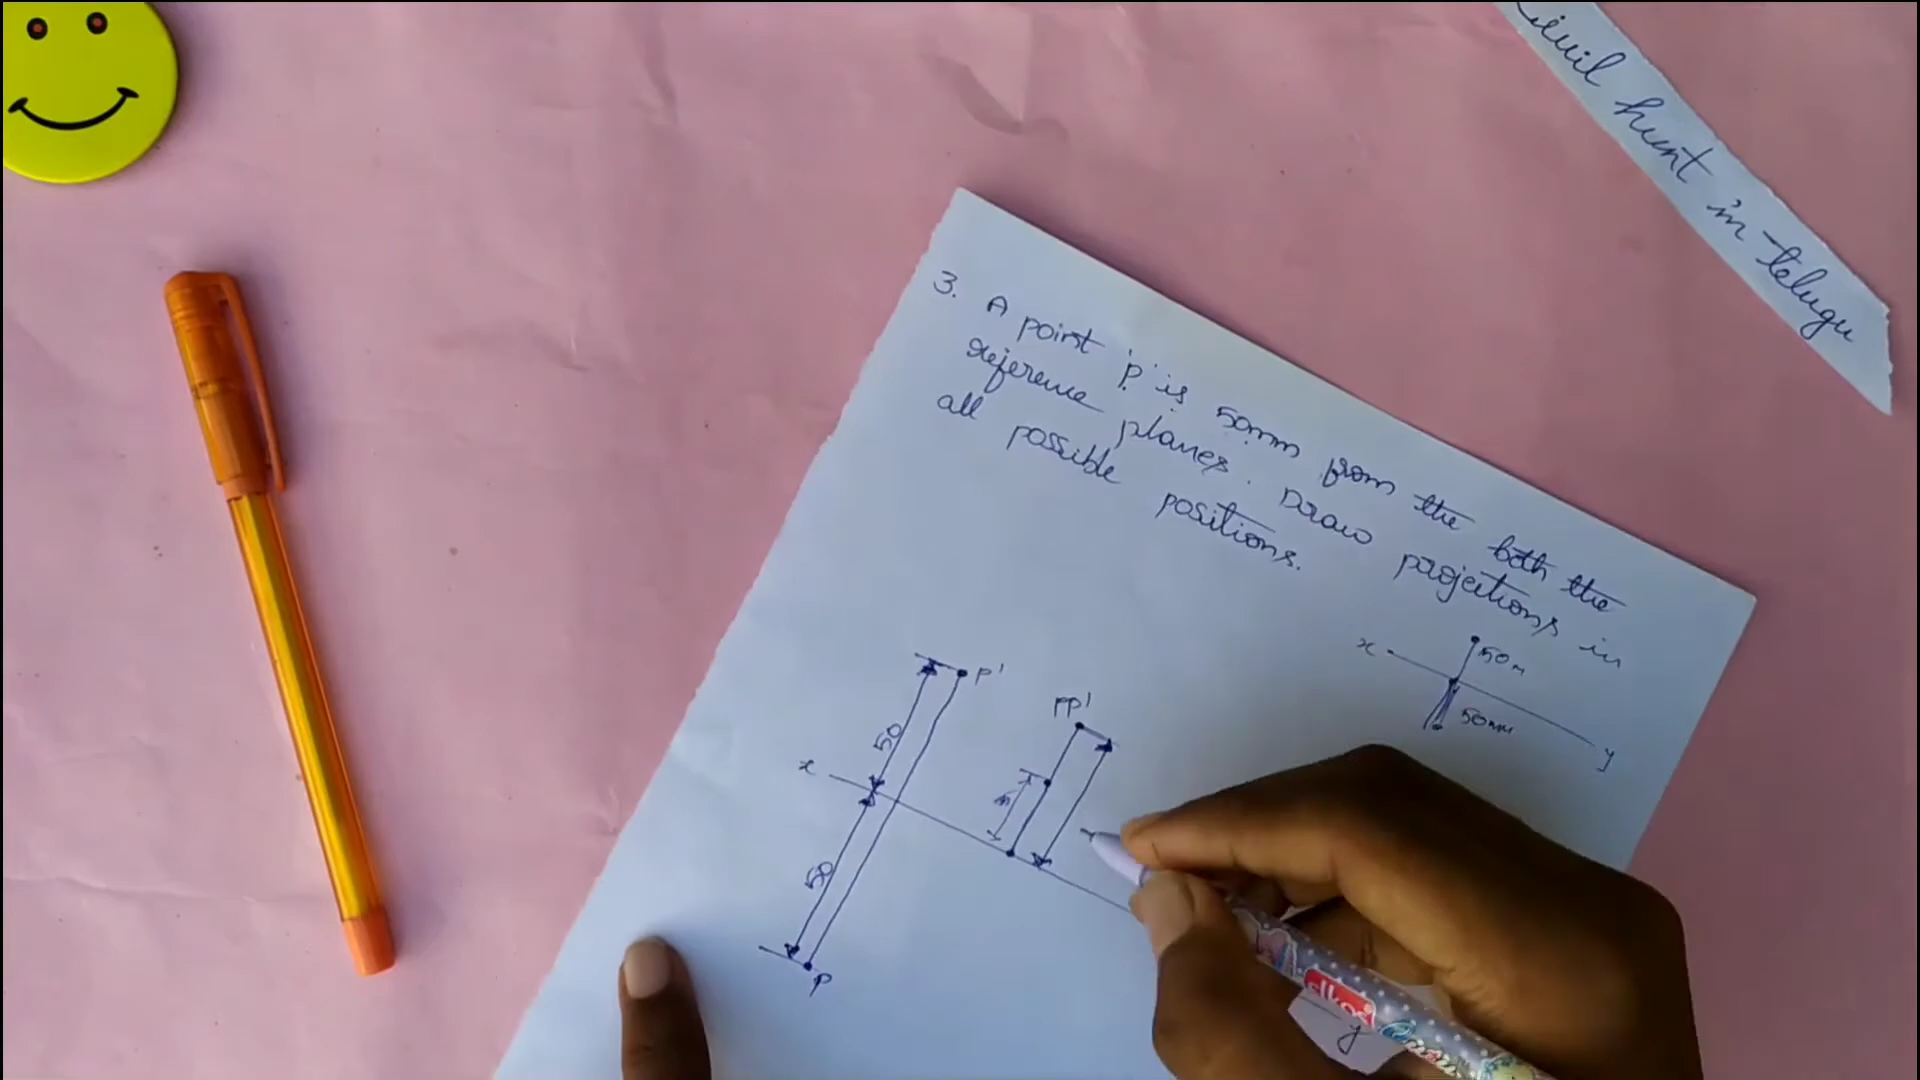 Civil hunt in telugu
3. A point 'P' is 50mm from the both the
reference planes. Draw projections in
all possible positions.
x
50m
50mm
y
P'
PP'
50
x
50
P
y